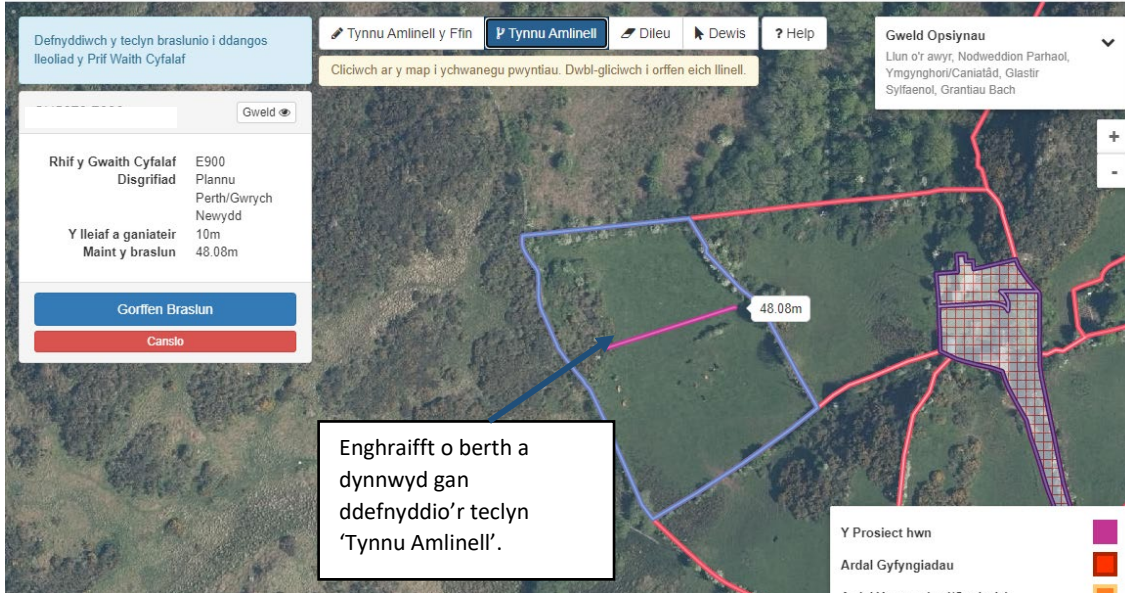 Defnyddiwch y teclyn braslunio i ddangos
lleoliad y Prif Waith Cyfalaf
Tynnu Amlinell y Ffin
Tynnu Amlinell
Dileu
Dewis
? Help
Cliciwch ar y map i ychwanegu pwyntiau. Dwbl-gliciwch i orffen eich llinell.
Gweld Opsiynau
Llun o'r awyr, Nodweddion Parhaol,
Ymgynghori/Caniatâd, Glastir
Sylfaenol, Grantiau Bach
+
-
Gweld
Rhif y Gwaith Cyfalaf E900
Disgrifiad Plannu
Perth/Gwrych
Newydd
Y lleiaf a ganiateir 10m
Maint y braslun 48.08m
Gorffen Braslun
Canslo
48.08m
Enghraifft o berth a
dynnwyd gan
ddefnyddio'r teclyn
‘Tynnu Amlinell’.
Y Prosiect hwn
Ardal Gyfyngiadau